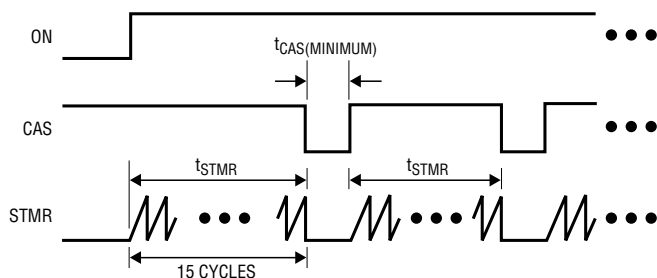 ON
tCAS(MINIMUM)
CAS
tSTMR
tSTMR
STMR
15 CYCLES